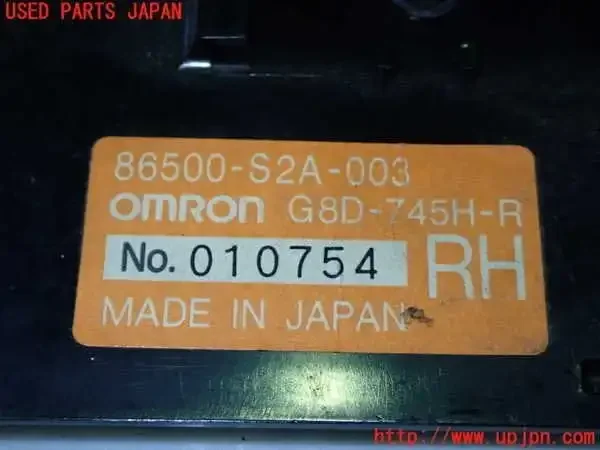 USED PARTS JAPAN
86500-S2A-003
OMRON G8D-745H-R
No. 010754 RH
MADE IN JAPAN
http://www.upjpn.com/